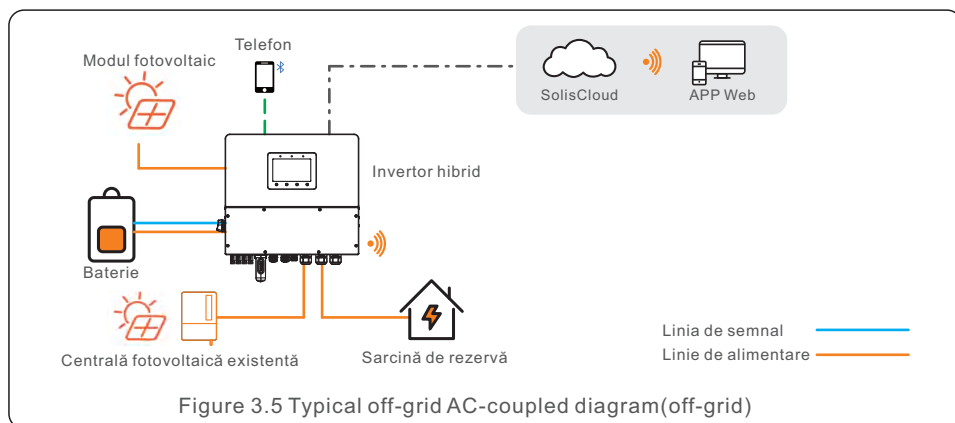 Telefon
Modul fotovoltaic
SolisCloud
APP Web
Invertor hibrid
Baterie
Centrală fotovoltaică existentă
Sarcină de rezervă
Linia de semnal
Linie de alimentare
Figure 3.5 Typical off-grid AC-coupled diagram(off-grid)